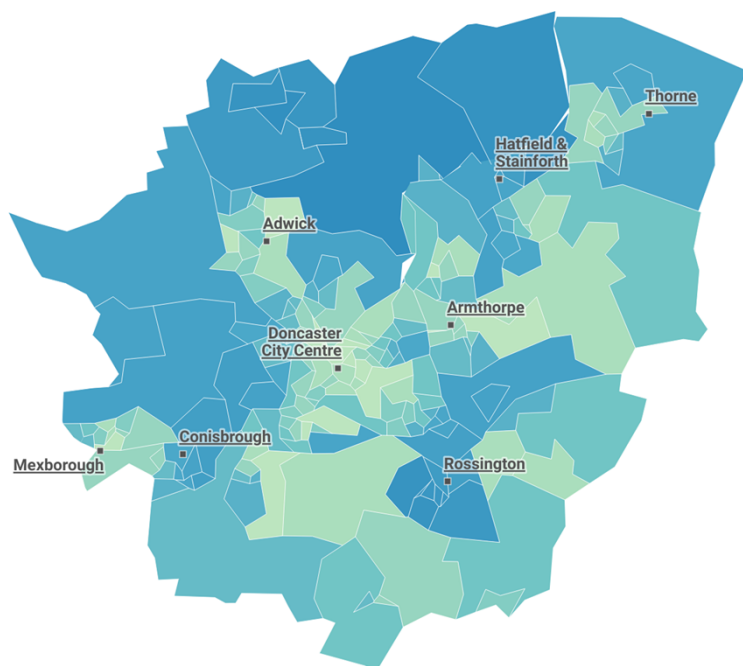 Thorne
Hatfield &
Stainforth
Adwick
Armthorpe
Doncaster
City Centre
Conisbrough
Mexborough
Rossington